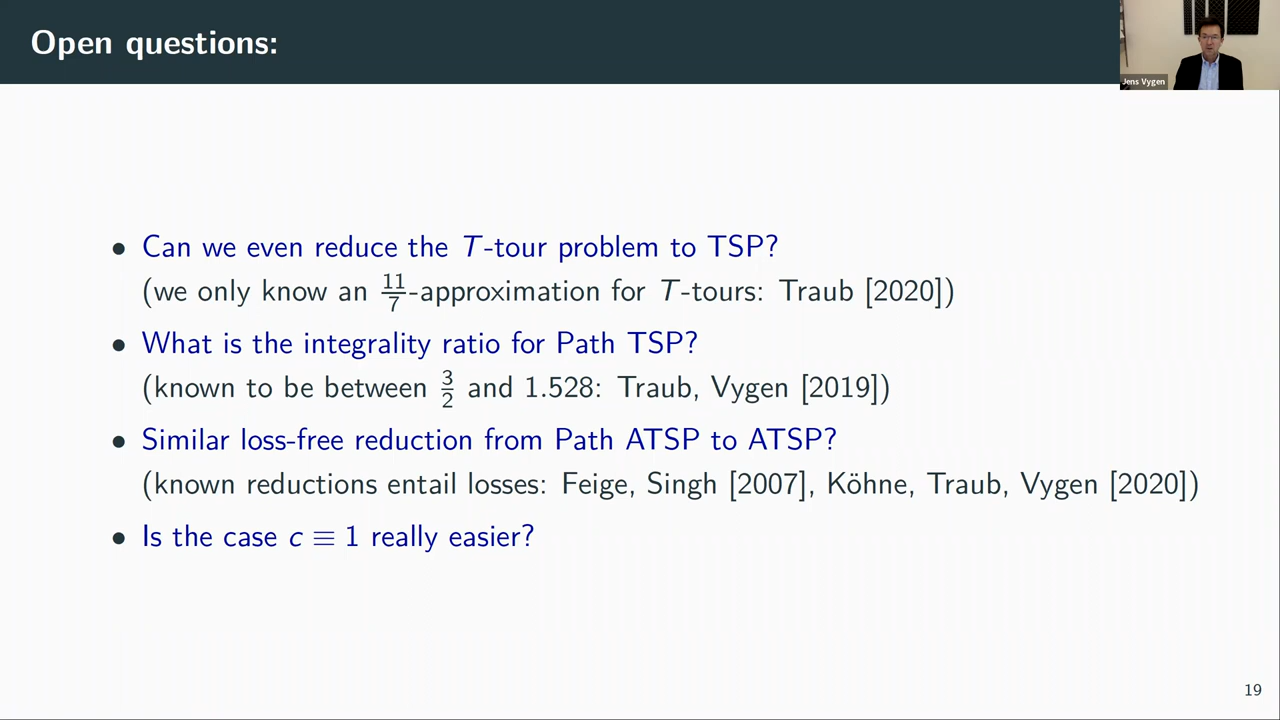 Open questions:
Jens Vygen
• Can we even reduce the T-tour problem to TSP?
(we only know an 11/7-approximation for T-tours: Traub [2020])
• What is the integrality ratio for Path TSP?
(known to be between 3/2 and 1.528: Traub, Vygen [2019])
• Similar loss-free reduction from Path ATSP to ATSP?
(known reductions entail losses: Feige, Singh [2007], Köhne, Traub, Vygen [2020])
• Is the case c ≡ 1 really easier?
19